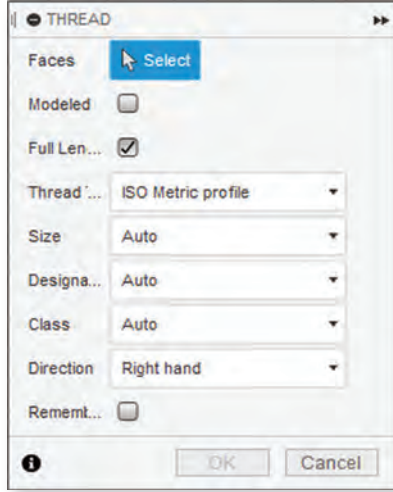 THREAD
Faces Select
Modeled
Full Len...
Thread '... ISO Metric profile
Size Auto
Designa... Auto
Class Auto
Direction Right hand
Rememt...
OK Cancel